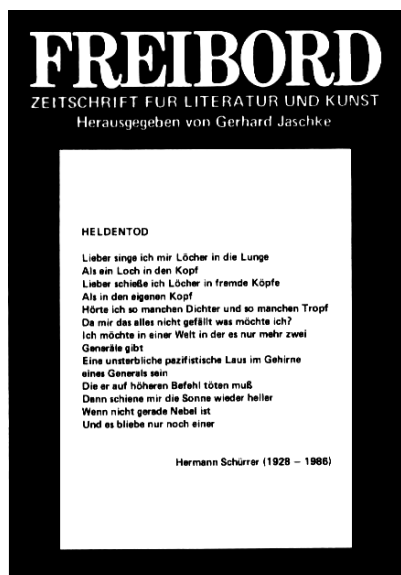 FREIBORD
ZEITSCHRIFT FÜR LITERATUR UND KUNST
Herausgegeben von Gerhard Jaschke
HELDENTOD
Lieber singe ich mir Löcher in die Lunge
Als ein Loch in den Kopf
Lieber schieße ich Löcher in fremde Köpfe
Als in den eigenen Kopf
Hörte ich so manchen Dichter und so manchen Tropf
Da mir das alles nicht gefällt was möchte ich?
Ich möchte in einer Welt in der es nur mehr zwei
Generäle gibt
Eine unsterbliche pazifistische Laus im Gehirne
eines Generals sein
Die er auf höheren Befehl töten muß
Dann schiene mir die Sonne wieder heller
Wenn nicht gerade Nebel ist
Und es bliebe nur noch einer
Hermann Schürrer (1928 – 1986)